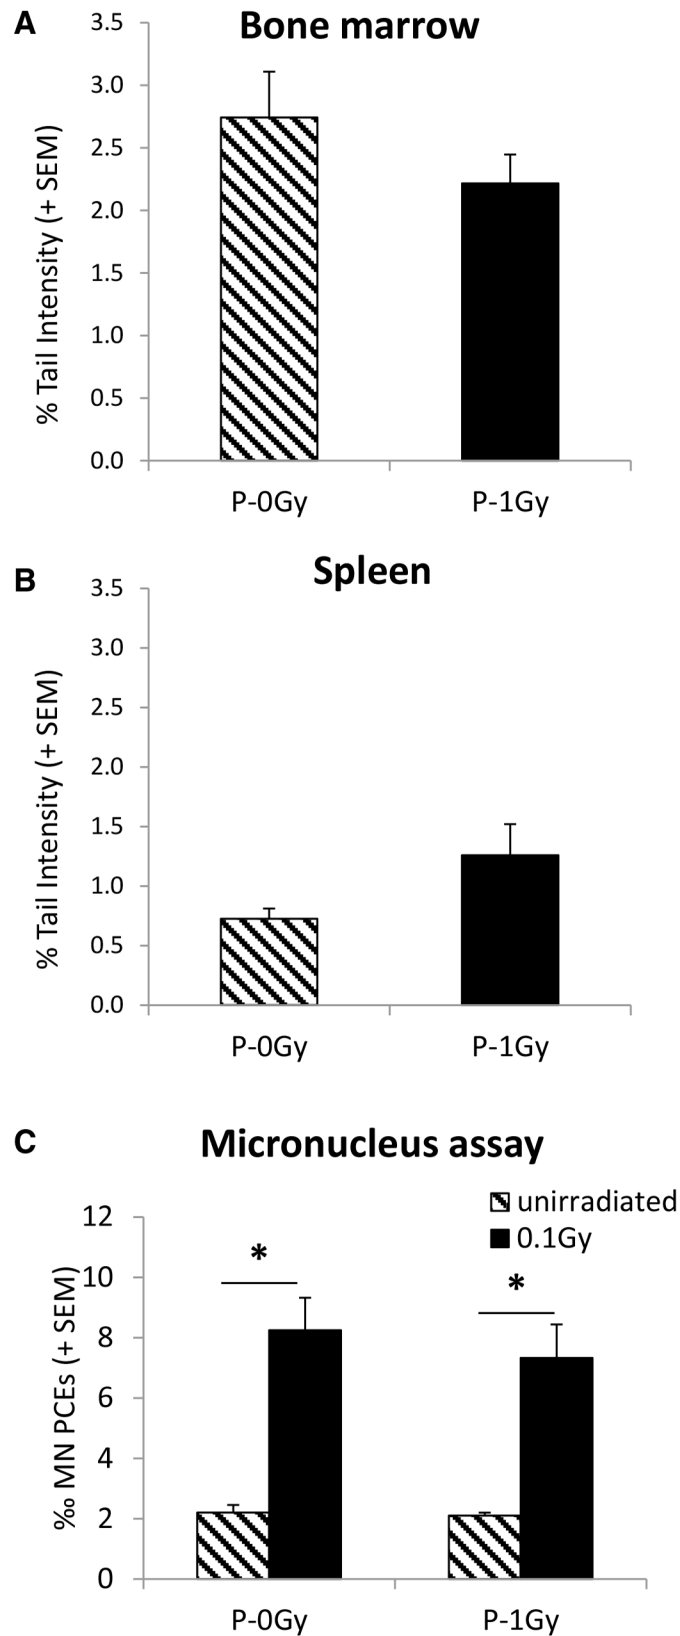 A
Bone marrow
% Tail Intensity (+ SEM)
3.5
3.0
2.5
2.0
1.5
1.0
0.5
0.0
P-0Gy
P-1Gy
B
Spleen
% Tail Intensity (+ SEM)
3.5
3.0
2.5
2.0
1.5
1.0
0.5
0.0
P-0Gy
P-1Gy
C
Micronucleus assay
unirradiated
0.1Gy
‰ MN PCEs (+ SEM)
12
10
8
6
4
2
0
*
*
P-0Gy
P-1Gy